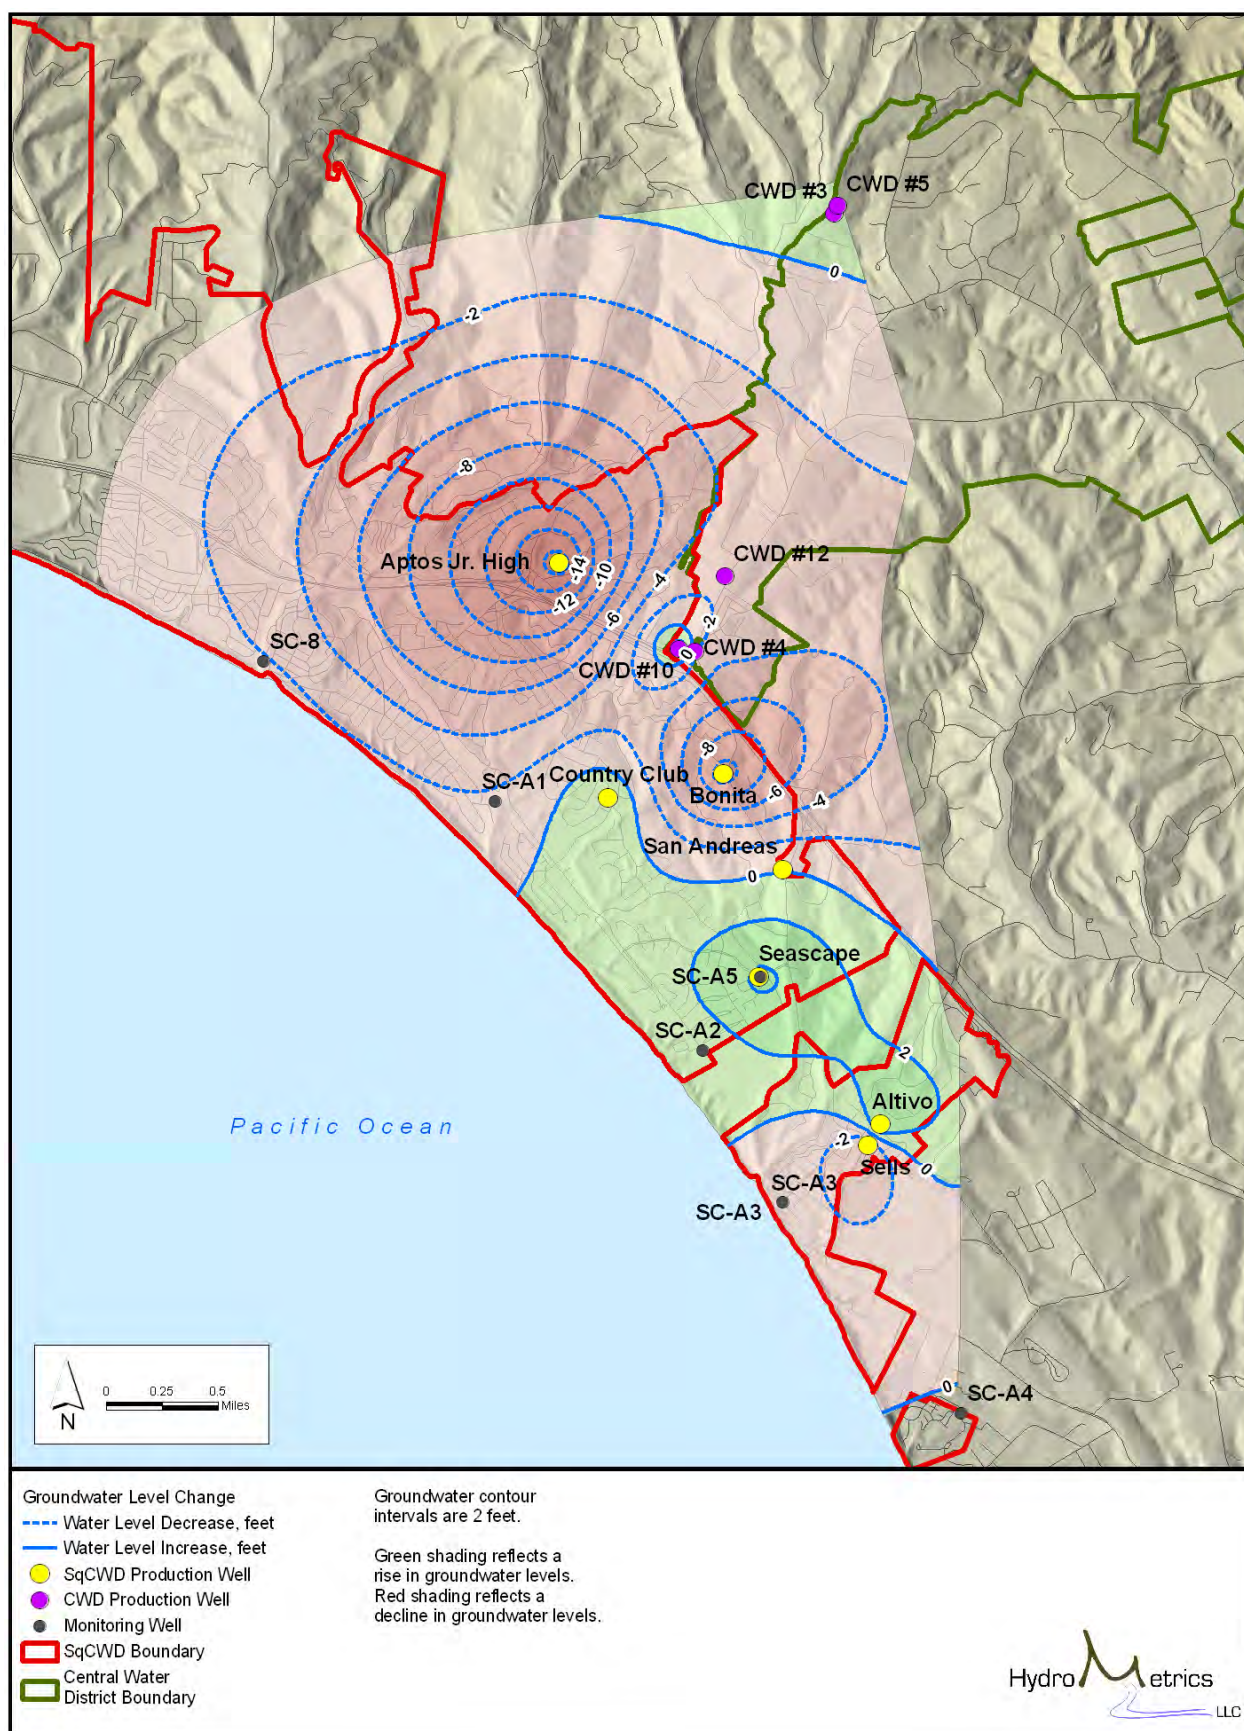 CWD #3
CWD #5
0
-2
-8
Aptos Jr. High
-14
-10
-12
-4
-6
CWD #12
-2
SC-8
CWD #4
0
CWD #10
-8
SC-A1
Country Club
Bonita
-6
-4
San Andreas
0
Seascape
SC-A5
SC-A2
2
Altivo
Pacific Ocean
-2
Sells
0
SC-A3
SC-A3
0
SC-A4
0 0.25 0.5
Miles
N
Groundwater Level Change
Water Level Decrease, feet
Water Level Increase, feet
SqCWD Production Well
CWD Production Well
Monitoring Well
SqCWD Boundary
Central Water
District Boundary
Groundwater contour
intervals are 2 feet.
Green shading reflects a
rise in groundwater levels.
Red shading reflects a
decline in groundwater levels.
Hydro Metrics
LLC